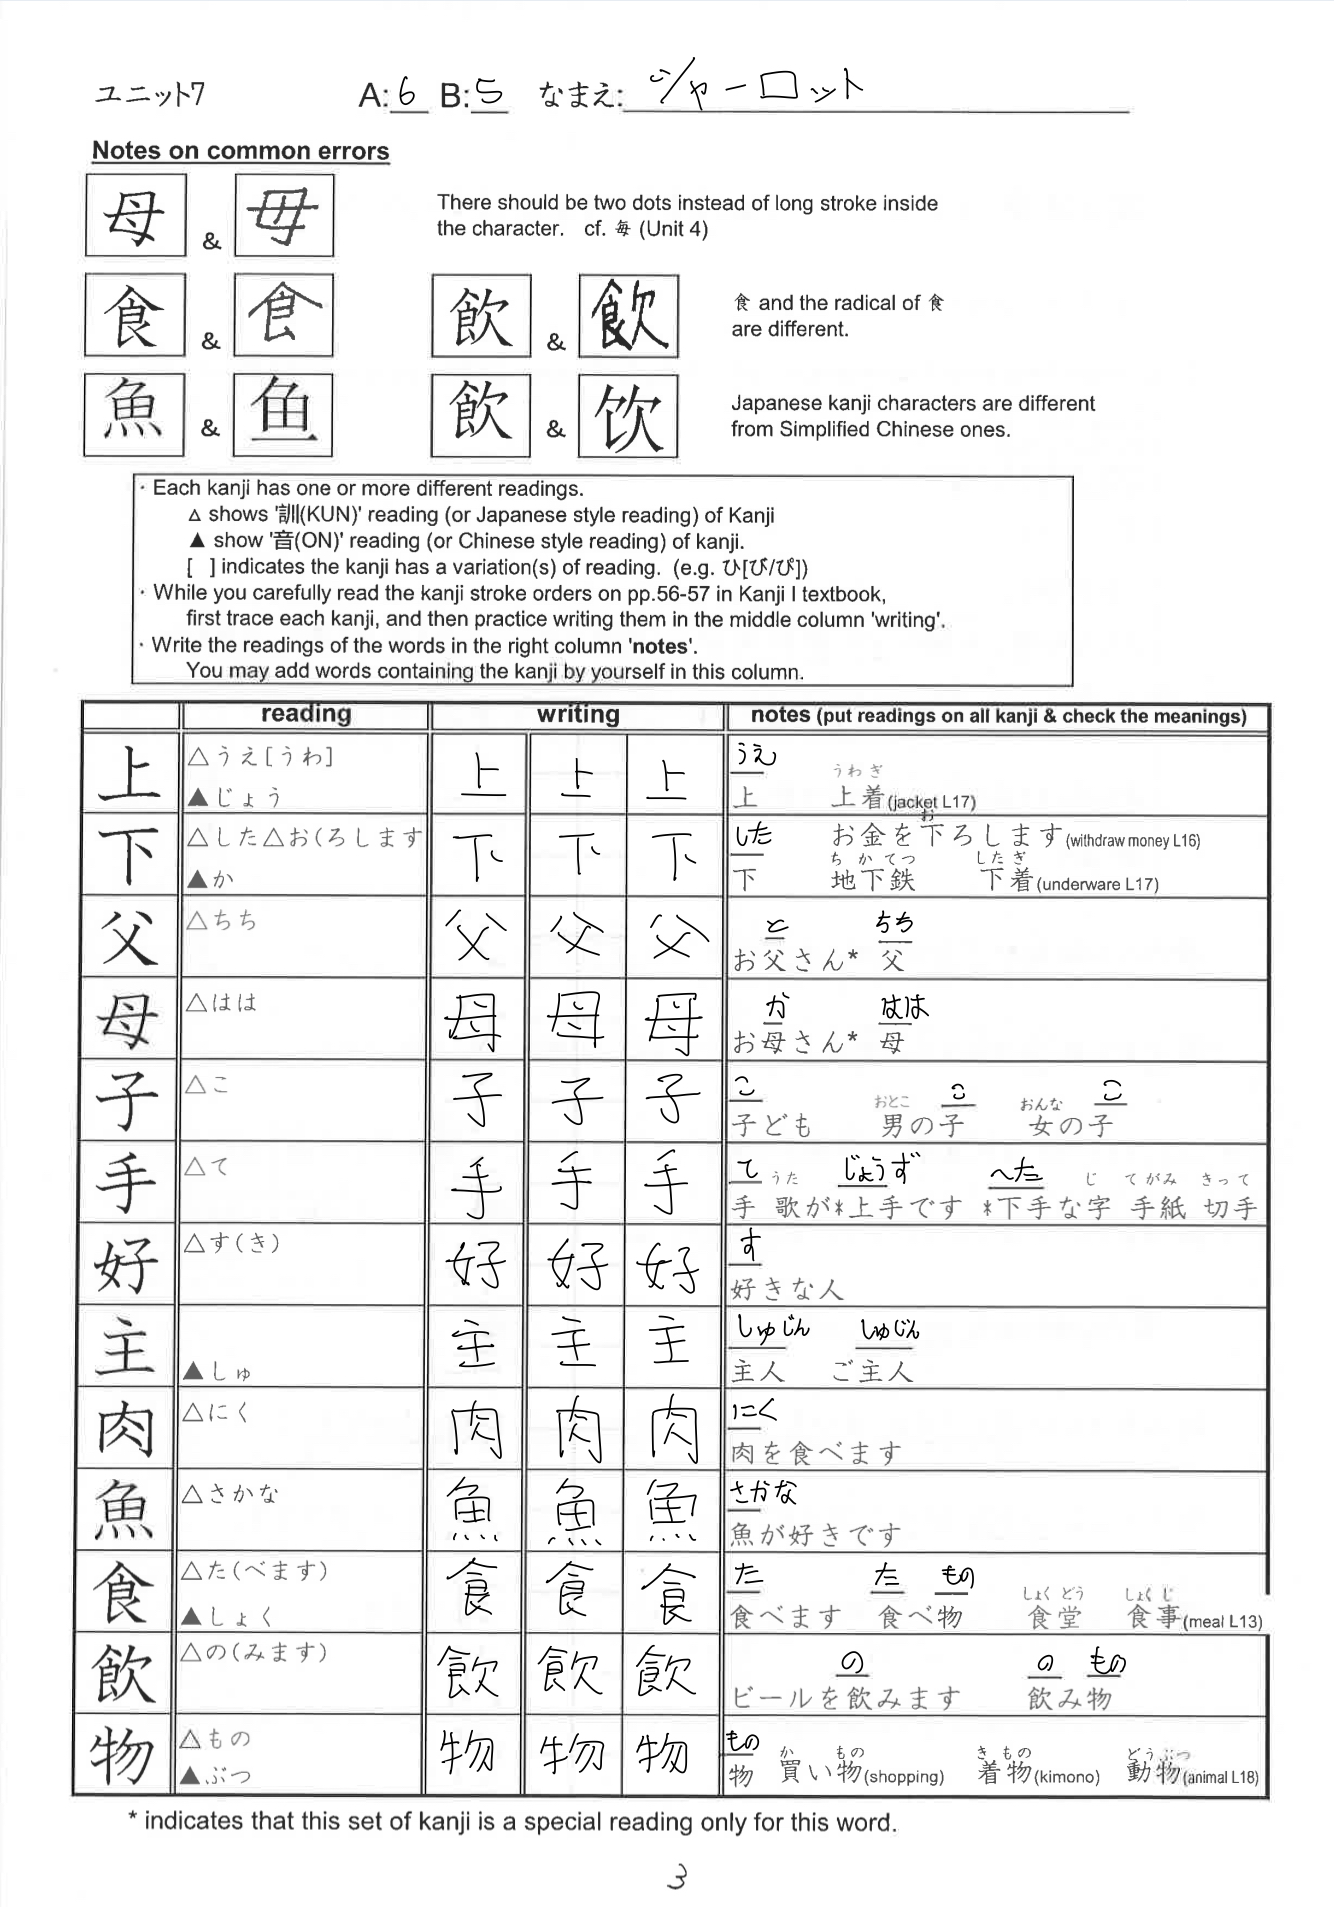 ユニット7 A:6 B:5 なまえ:シャーロット
Notes on common errors
母 & 毋 There should be two dots instead of long stroke inside
the character. cf. 毎 (Unit 4)
食 & 飲 & 食 and the radical of 食
are different.
魚 & 鱼 飲 & 饮 Japanese kanji characters are different
from Simplified Chinese ones.
・Each kanji has one or more different readings.
△ shows '訓(KUN)' reading (or Japanese style reading) of Kanji
▲ show '音(ON)' reading (or Chinese style reading) of kanji.
[ ] indicates the kanji has a variation(s) of reading. (e.g. ひ[び/ぴ])
・While you carefully read the kanji stroke orders on pp.56-57 in Kanji I textbook,
first trace each kanji, and then practice writing them in the middle column 'writing'.
・Write the readings of the words in the right column 'notes'.
You may add words containing the kanji by yourself in this column.
reading writing notes (put readings on all kanji & check the meanings)
上 △うえ[うわ] 上 上 上 うえ
うわ ぎ
▲じょう 上 上着(jacket L17)
下 △した△お(ろします 下 下 下 した お お金を下ろします(withdraw money L16)
ち か てつ したぎ
▲か 下 地下鉄 下着(underware L17)
父 △ちち 父 父 父 と ちち
お父さん* 父
母 △はは 母 母 母 か はは
お母さん* 母
子 △こ 子 子 子 こ おとこ こ おんな こ
子ども 男の子 女の子
手 △て 手 手 手 て うた じょうず へた じ てがみ きって
手 歌が*上手です *下手な字 手紙 切手
好 △す(き) 好 好 好 す
好きな人
主 主 主 主 しゅじん しゅじん
▲しゅ 主人 ご主人
肉 △にく 肉 肉 肉 にく
肉を食べます
魚 △さかな 魚 魚 魚 さかな
魚が好きです
食 △た(べます) 食 食 食 た た もの しょく どう しょく じ
▲しょく 食べます 食べ物 食堂 食事(meal L13)
飲 △の(みます) 飲 飲 飲 の の もの
ビールを飲みます 飲み物
物 △もの 物 物 物 もの か もの き もの どうぶつ
▲ぶつ 物 買い物(shopping) 着物(kimono) 動物(animal L18)
* indicates that this set of kanji is a special reading only for this word.
3